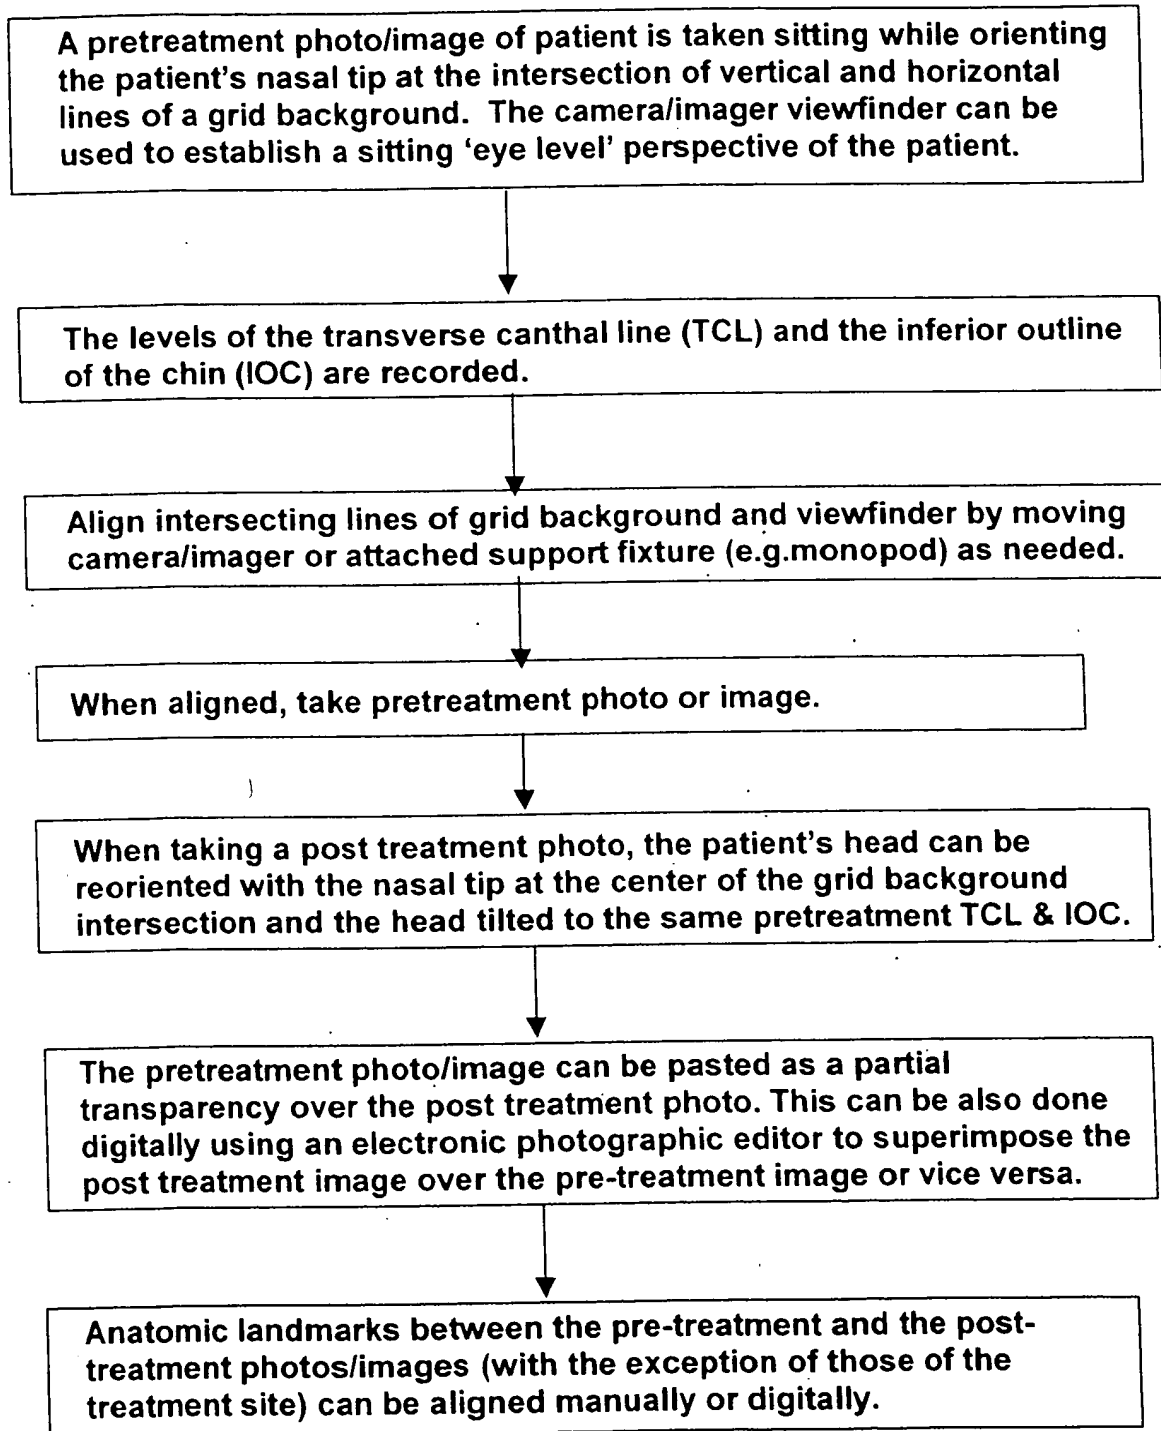 A pretreatment photo/image of patient is taken sitting while orienting
the patient's nasal tip at the intersection of vertical and horizontal
lines of a grid background. The camera/imager viewfinder can be
used to establish a sitting ‘eye level’ perspective of the patient.
The levels of the transverse canthal line (TCL) and the inferior outline
of the chin (IOC) are recorded.
Align intersecting lines of grid background and viewfinder by moving
camera/imager or attached support fixture (e.g.monopod) as needed.
When aligned, take pretreatment photo or image.
When taking a post treatment photo, the patient's head can be
reoriented with the nasal tip at the center of the grid background
intersection and the head tilted to the same pretreatment TCL & IOC.
The pretreatment photo/image can be pasted as a partial
transparency over the post treatment photo. This can be also done
digitally using an electronic photographic editor to superimpose the
post treatment image over the pre-treatment image or vice versa.
Anatomic landmarks between the pre-treatment and the post-
treatment photos/images (with the exception of those of the
treatment site) can be aligned manually or digitally.